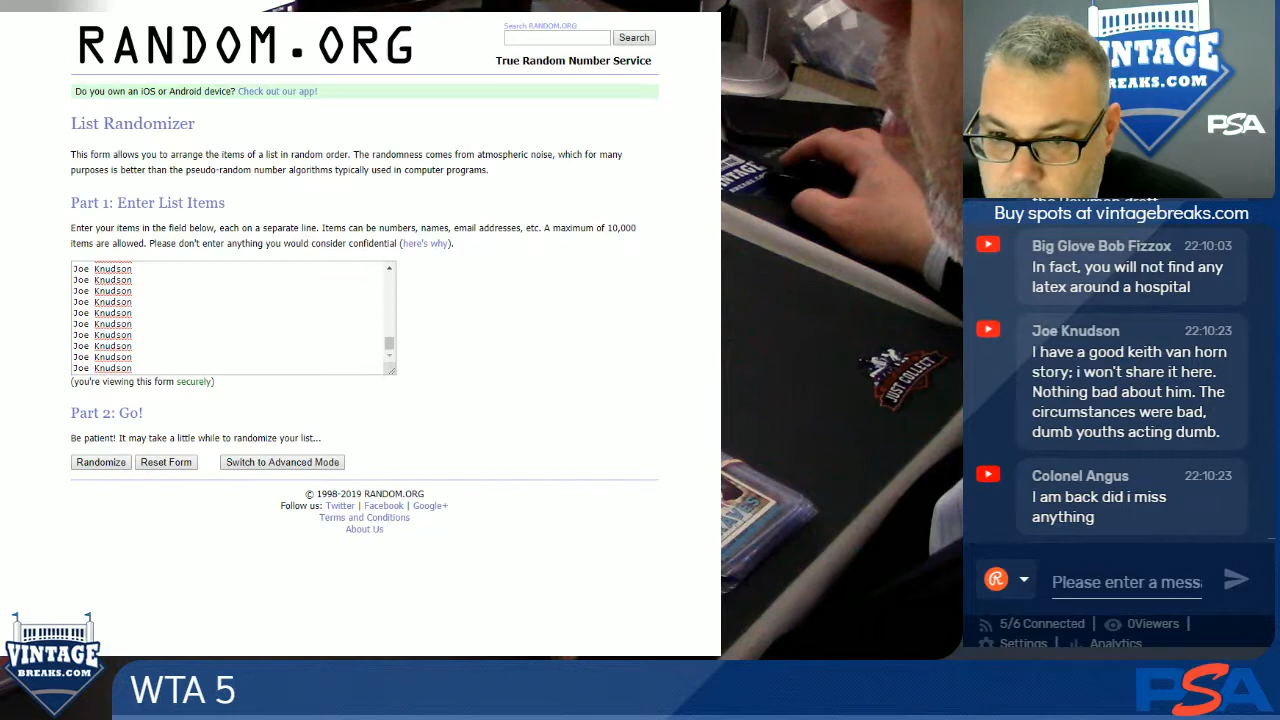 RANDOM.ORG
Search RANDOM.ORG
Search
True Random Number Service
Do you own an iOS or Android device? Check out our app!
List Randomizer
This form allows you to arrange the items of a list in random order. The randomness comes from atmospheric noise, which for many
purposes is better than the pseudo-random number algorithms typically used in computer programs.
Part 1: Enter List Items
Enter your items in the field below, each on a separate line. Items can be numbers, names, email addresses, etc. A maximum of 10,000
items are allowed. Please don't enter anything you would consider confidential (here's why).
Joe Knudson
Joe Knudson
Joe Knudson
Joe Knudson
Joe Knudson
Joe Knudson
Joe Knudson
Joe Knudson
Joe Knudson
Joe Knudson
(you're viewing this form securely)
Part 2: Go!
Be patient! It may take a little while to randomize your list...
Randomize
Reset Form
Switch to Advanced Mode
© 1998-2019 RANDOM.ORG
Follow us: Twitter | Facebook | Google+
Terms and Conditions
About Us
VINTAGE
BREAKS.COM
WTA 5
JUST COLLECT
VINTAGE
BREAKS.COM
PSA
Buy spots at vintagebreaks.com
Big Glove Bob Fizzox 22:10:03
In fact, you will not find any
latex around a hospital
Joe Knudson 22:10:23
I have a good keith van horn
story; i won't share it here.
Nothing bad about him. The
circumstances were bad,
dumb youths acting dumb.
Colonel Angus 22:10:23
I am back did i miss
anything
Please enter a messa
5/6 Connected | 0Viewers |
Settings | Analytics
PSA